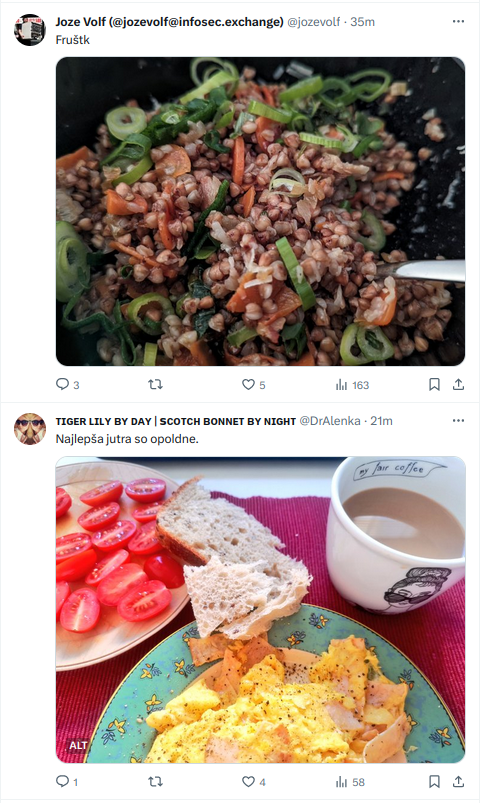 Joze Volf (@jozevolf@infosec.exchange) @jozevolf · 35m
Fruštk
3 5 163
TIGER LILY BY DAY | SCOTCH BONNET BY NIGHT @DrAlenka · 21m
Najlepša jutra so opoldne.
my fair coffee
ALT
1 4 58